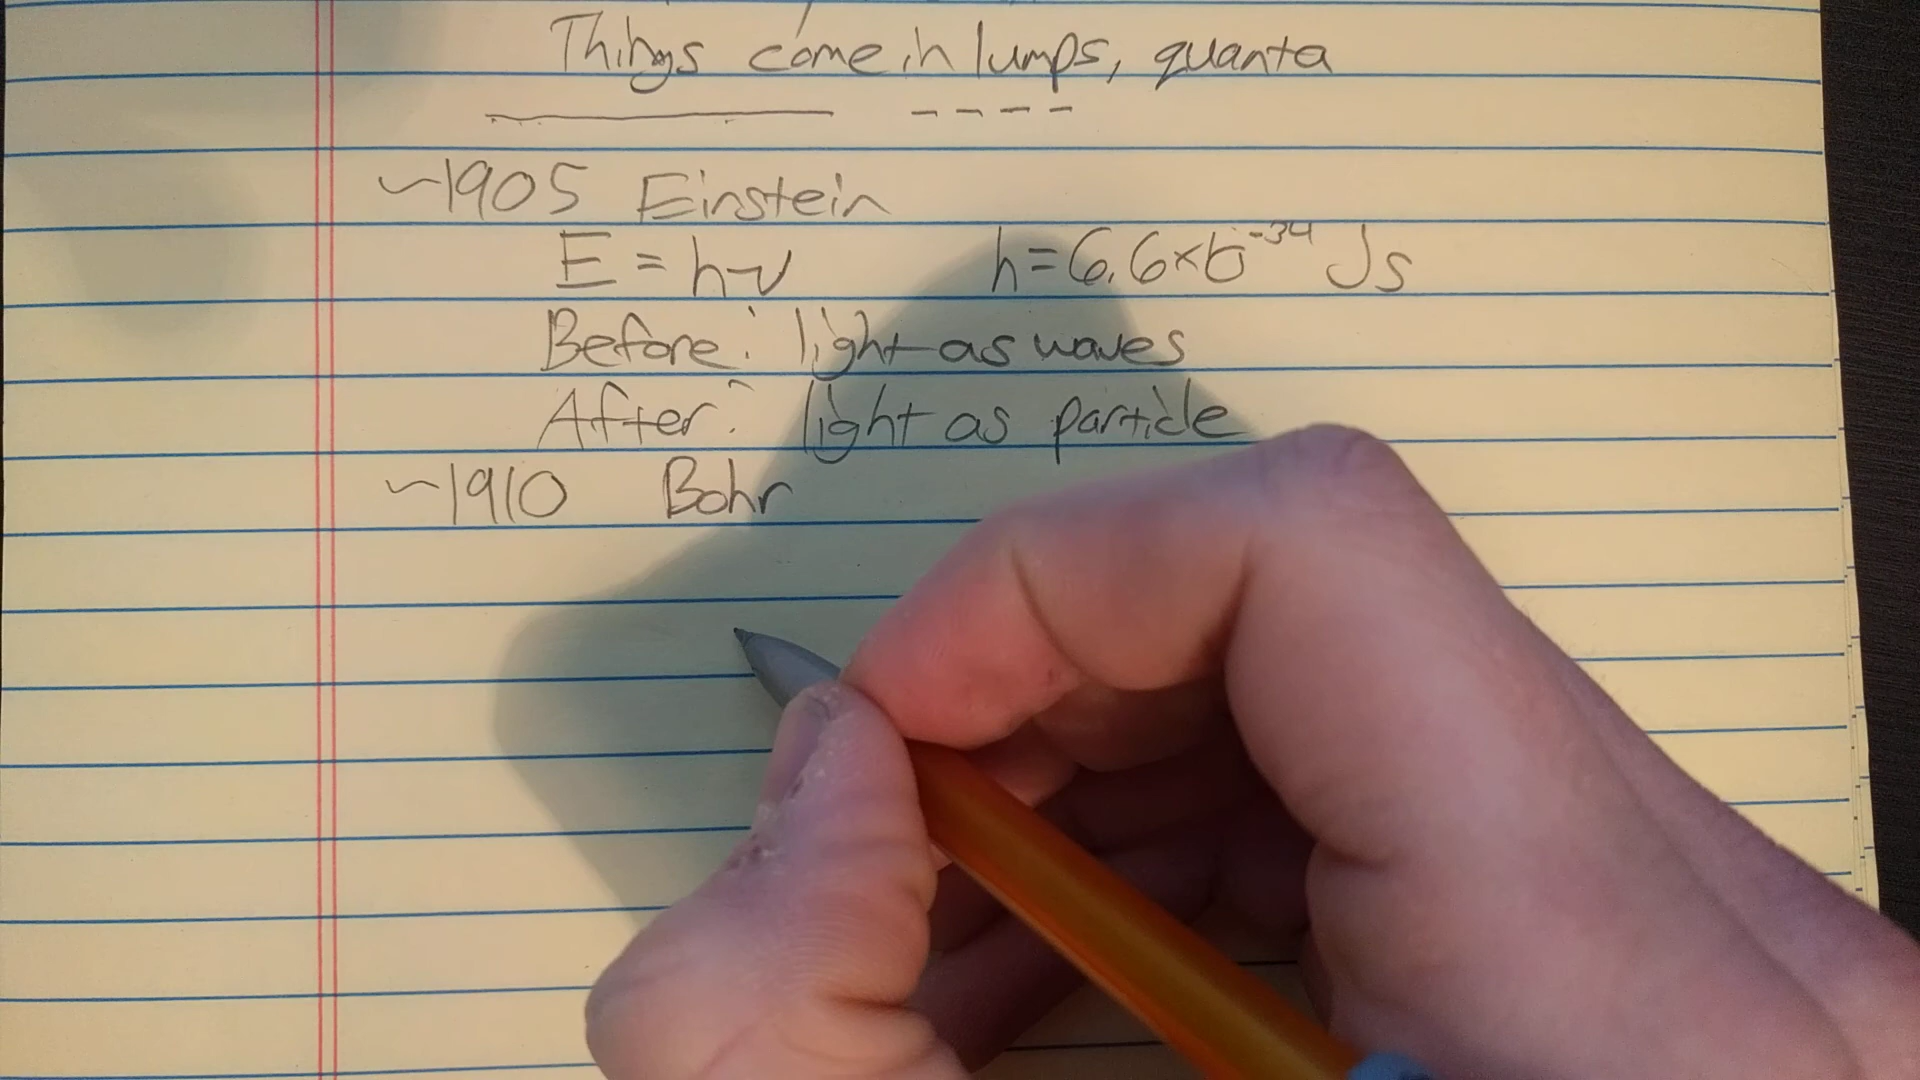 Things come in lumps, quanta
~1905 Einstein
E = hν h=6.6×10⁻³⁴ Js
Before: light as waves
After: light as particle
~1910 Bohr